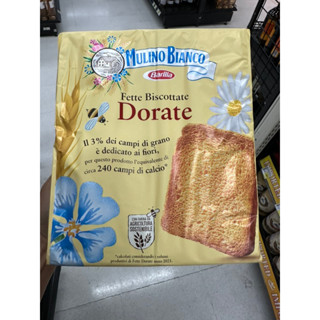 MULINO BIANCO
Barilla
Fette Biscottate
Dorate
Il 3% dei campi di grano
è dedicato ai fiori,
per questo prodotto l'equivalente di
circa 240 campi di calcio*
CON FARINA DA
AGRICOLTURA
SOSTENIBILE